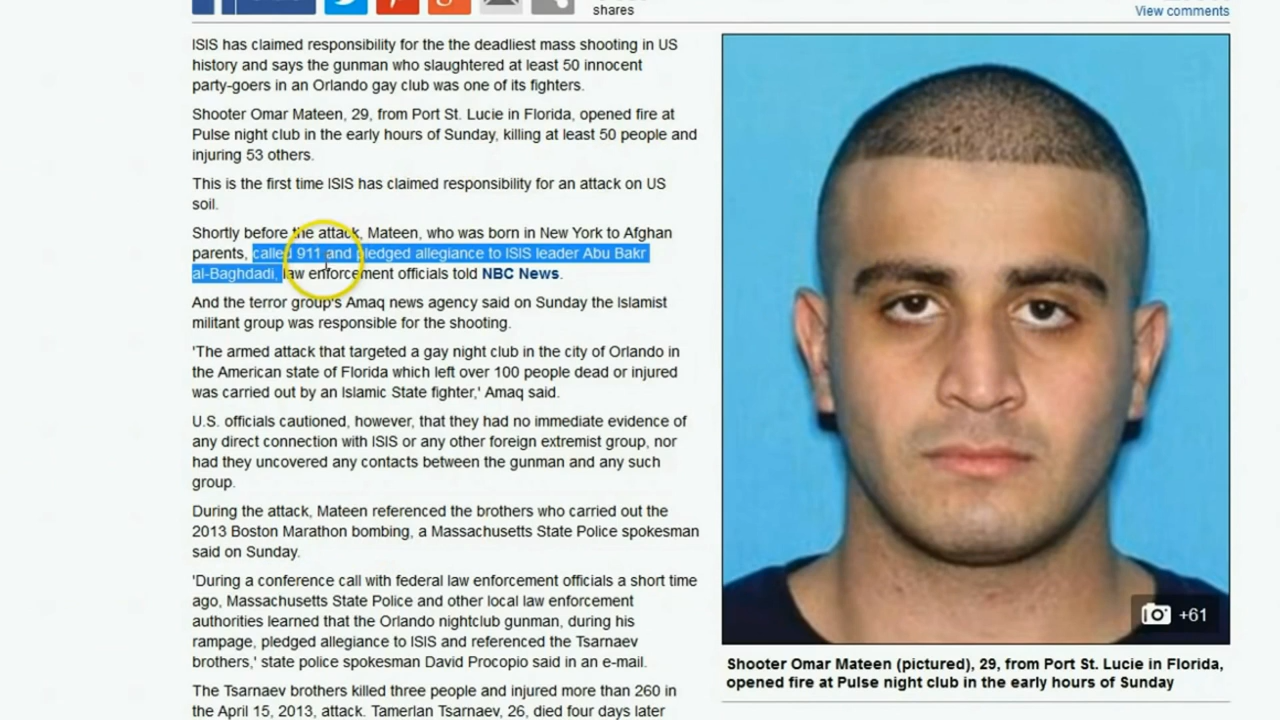 shares
View comments
ISIS has claimed responsibility for the the deadliest mass shooting in US
history and says the gunman who slaughtered at least 50 innocent
party-goers in an Orlando gay club was one of its fighters.
Shooter Omar Mateen, 29, from Port St. Lucie in Florida, opened fire at
Pulse night club in the early hours of Sunday, killing at least 50 people and
injuring 53 others.
This is the first time ISIS has claimed responsibility for an attack on US
soil.
Shortly before the attack, Mateen, who was born in New York to Afghan
parents, called 911 and pledged allegiance to ISIS leader Abu Bakr
al-Baghdadi, law enforcement officials told NBC News.
And the terror group's Amaq news agency said on Sunday the Islamist
militant group was responsible for the shooting.
'The armed attack that targeted a gay night club in the city of Orlando in
the American state of Florida which left over 100 people dead or injured
was carried out by an Islamic State fighter,' Amaq said.
U.S. officials cautioned, however, that they had no immediate evidence of
any direct connection with ISIS or any other foreign extremist group, nor
had they uncovered any contacts between the gunman and any such
group.
During the attack, Mateen referenced the brothers who carried out the
2013 Boston Marathon bombing, a Massachusetts State Police spokesman
said on Sunday.
'During a conference call with federal law enforcement officials a short time
ago, Massachusetts State Police and other local law enforcement
authorities learned that the Orlando nightclub gunman, during his
rampage, pledged allegiance to ISIS and referenced the Tsarnaev
brothers,' state police spokesman David Procopio said in an e-mail.
The Tsarnaev brothers killed three people and injured more than 260 in
the April 15, 2013, attack. Tamerlan Tsarnaev, 26, died four days later
+61
Shooter Omar Mateen (pictured), 29, from Port St. Lucie in Florida,
opened fire at Pulse night club in the early hours of Sunday